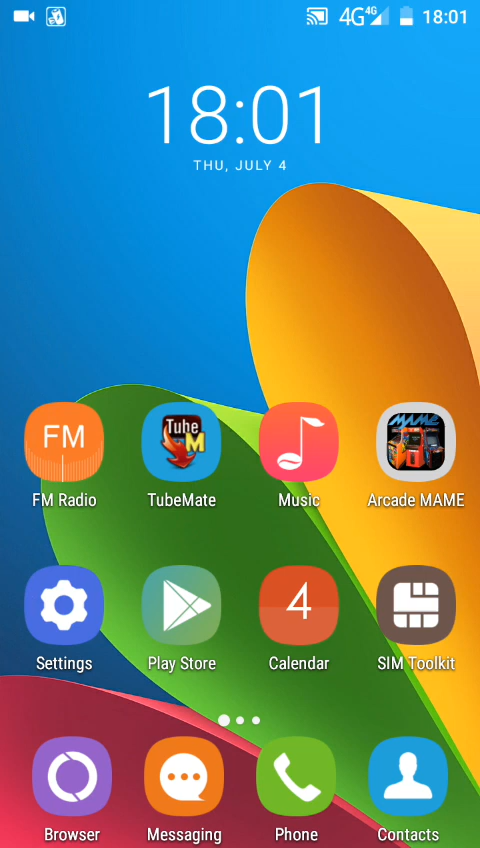 4G 4G 18:01
18:01
THU, JULY 4
FM
Tube
M
MAME
FM Radio TubeMate Music Arcade MAME
4
Settings Play Store Calendar SIM Toolkit
Browser Messaging Phone Contacts